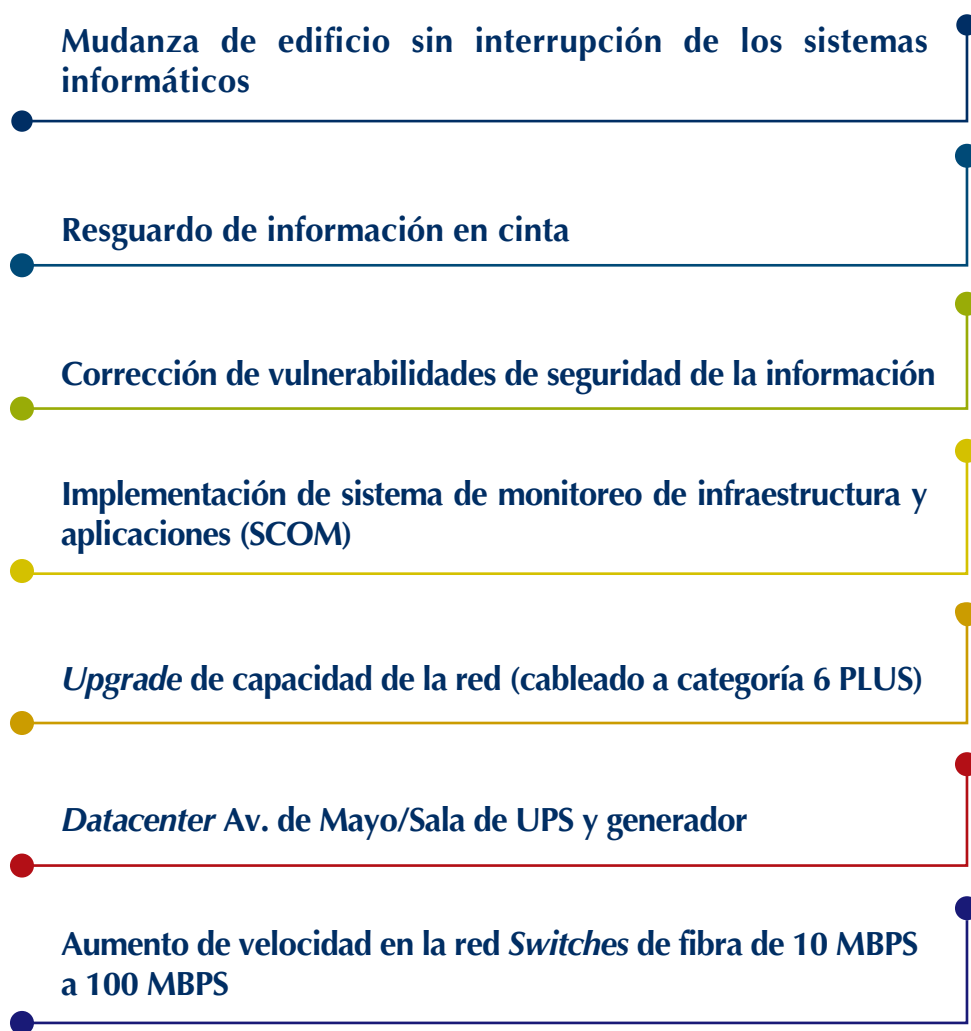 Mudanza de edificio sin interrupción de los sistemas
informáticos
Resguardo de información en cinta
Corrección de vulnerabilidades de seguridad de la información
Implementación de sistema de monitoreo de infraestructura y
aplicaciones (SCOM)
Upgrade de capacidad de la red (cableado a categoría 6 PLUS)
Datacenter Av. de Mayo/Sala de UPS y generador
Aumento de velocidad en la red Switches de fibra de 10 MBPS
a 100 MBPS